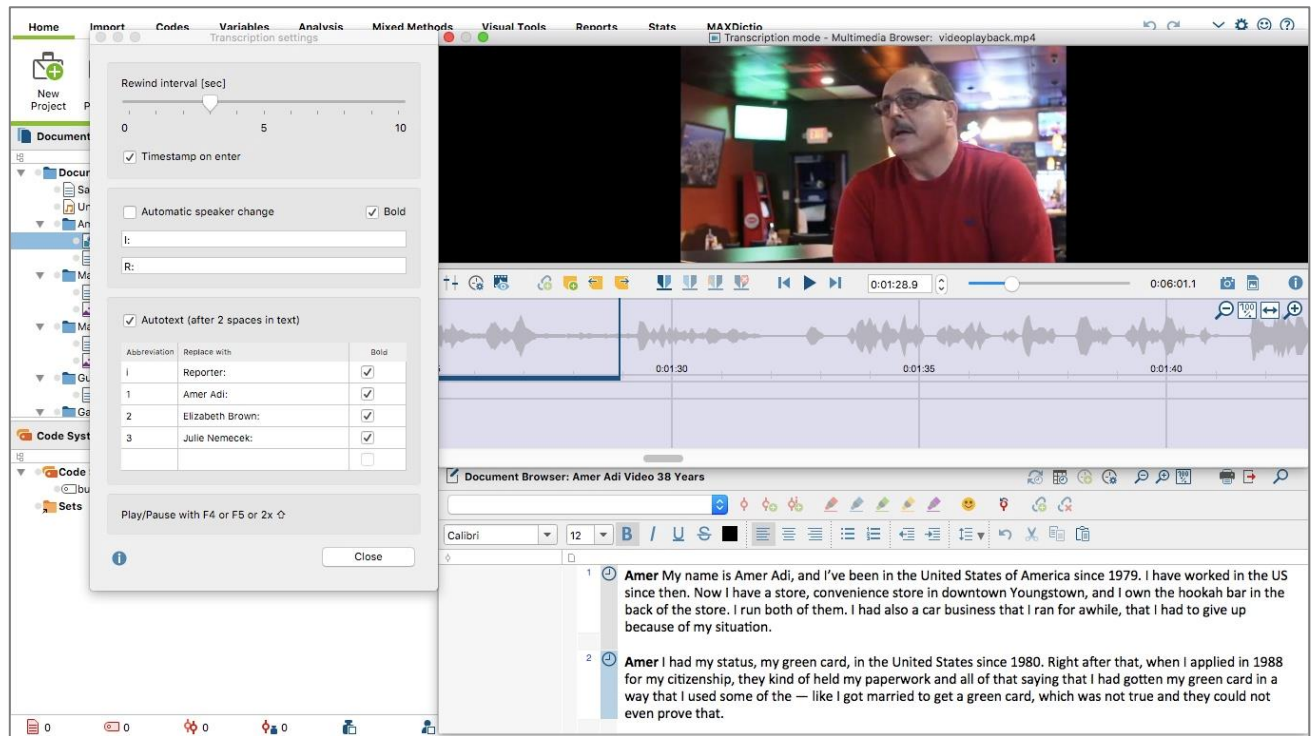 Home Import Codes Variables Analysis Mixed Methods Visual Tools Reports Stats MAXDictio
Transcription settings
Transcription mode - Multimedia Browser: videoplayback.mp4
New
Project
P
Rewind interval [sec]
0 5 10
Timestamp on enter
Document
Docur
Sa
Ur
An
Ma
Ma
Gu
Ga
Automatic speaker change Bold
I:
R:
0:01:28.9 0:06:01.1
100
%
0:01:30 0:01:35 0:01:40
Autotext (after 2 spaces in text)
Abbreviation Replace with Bold
i Reporter:
1 Amer Adi:
2 Elizabeth Brown:
3 Julie Nemecek:
Code Syst
Code
bu
Sets
Play/Pause with F4 or F5 or 2x ⇧
Close
Document Browser: Amer Adi Video 38 Years
Calibri 12 B I U S
1 Amer My name is Amer Adi, and I've been in the United States of America since 1979. I have worked in the US
since then. Now I have a store, convenience store in downtown Youngstown, and I own the hookah bar in the
back of the store. I run both of them. I had also a car business that I ran for awhile, that I had to give up
because of my situation.
2 Amer I had my status, my green card, in the United States since 1980. Right after that, when I applied in 1988
for my citizenship, they kind of held my paperwork and all of that saying that I had gotten my green card in a
way that I used some of the — like I got married to get a green card, which was not true and they could not
even prove that.
0 0 0 0